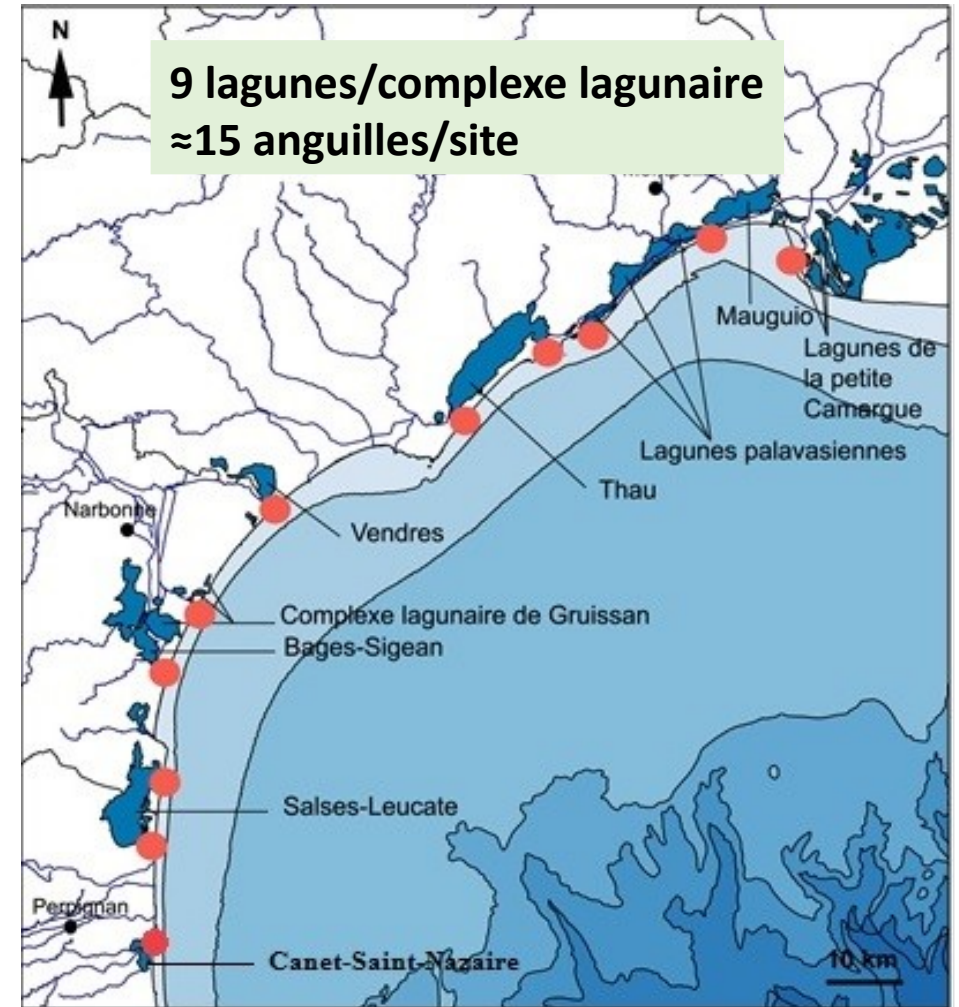 N
9 lagunes/complexe lagunaire
≈15 anguilles/site
Mauguio
Lagunes de
la petite
Camargue
Lagunes palavasiennes
Thau
Narbonne
Vendres
Complexe lagunaire de Gruissan
Bages-Sigean
Salses-Leucate
Perpignan
Canet-Saint-Nazaire
10 km